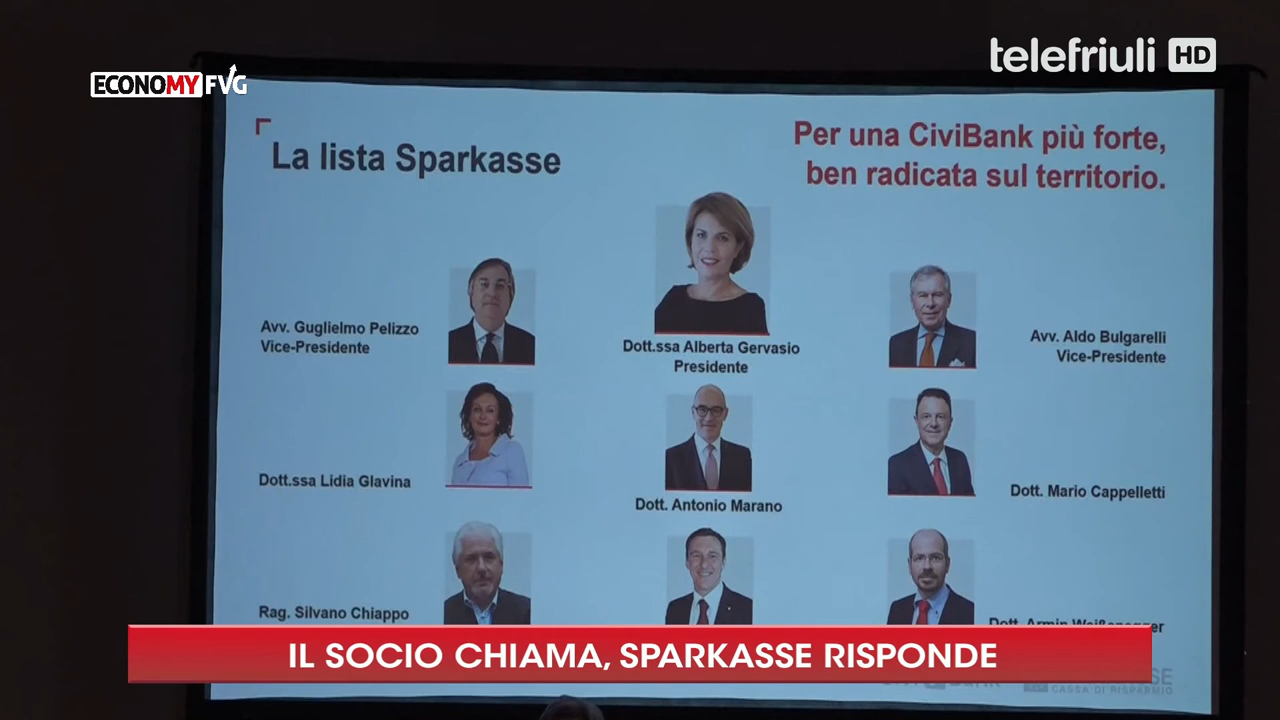 telefriuli HD
ECONOMY FVG
La lista Sparkasse
Per una CiviBank più forte,
ben radicata sul territorio.
Avv. Guglielmo Pelizzo
Vice-Presidente
Dott.ssa Alberta Gervasio
Presidente
Avv. Aldo Bulgarelli
Vice-Presidente
Dott.ssa Lidia Glavina
Dott. Antonio Marano
Dott. Mario Cappelletti
Rag. Silvano Chiappo
Dott. Armin
IL SOCIO CHIAMA, SPARKASSE RISPONDE
CASSA DI RISPARMIO